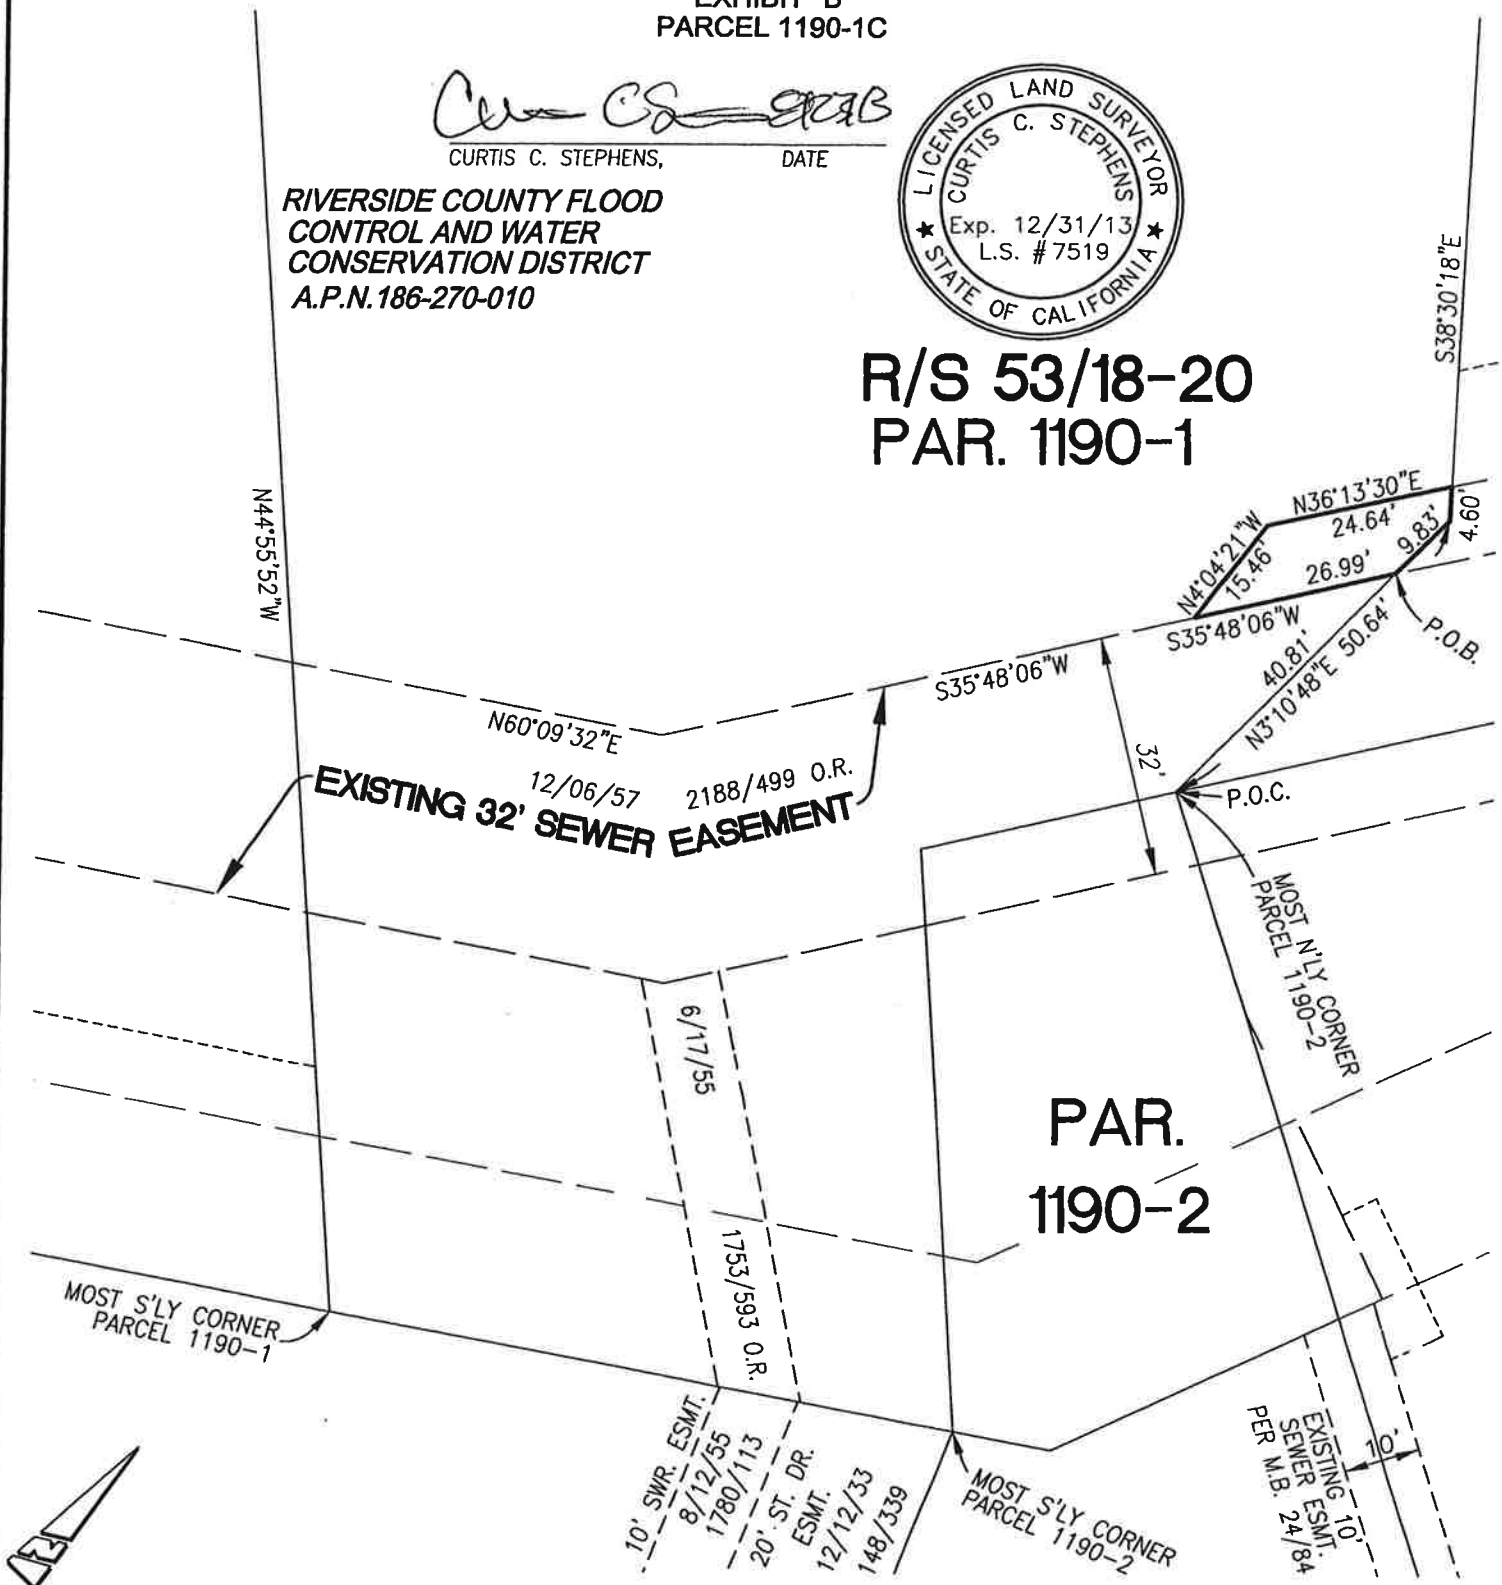 EXHIBIT "B"
PARCEL 1190-1C
CURTIS C. STEPHENS,
DATE
RIVERSIDE COUNTY FLOOD
CONTROL AND WATER
CONSERVATION DISTRICT
A.P.N.186-270-010
LICENSED LAND SURVEYOR
CURTIS C. STEPHENS
Exp. 12/31/13
L.S. #7519
STATE OF CALIFORNIA
R/S 53/18-20
PAR. 1190-1
S38°30'18"E
N44°55'52"W
N36°13'30"E
24.64'
N4°04'21"W
15.46'
26.99'
9.83'
4.60'
S35°48'06"W
P.O.B.
40.81'
N3°10'48"E 50.64'
S35°48'06"W
N60°09'32"E
12/06/57
2188/499 O.R.
EXISTING 32' SEWER EASEMENT
32'
P.O.C.
MOST N'LY CORNER
PARCEL 1190-2
6/17/55
1753/593 O.R.
PAR.
1190-2
MOST S'LY CORNER
PARCEL 1190-1
10' SWR. ESMT.
8/12/55
1780/113
20' ST. DR.
ESMT.
12/12/33
148/339
MOST S'LY CORNER
PARCEL 1190-2
EXISTING 10'
SEWER ESMT.
PER M.B. 24/84
10'
N